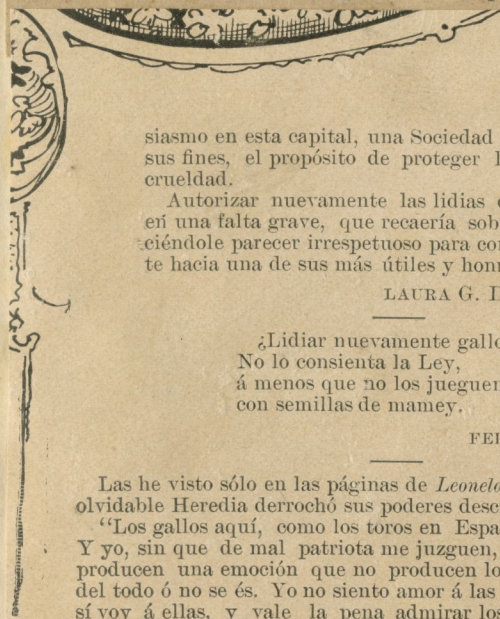 siasmo en esta capital, una Sociedad
sus fines, el propósito de proteger
crueldad.
Autorizar nuevamente las lidias
en una falta grave, que recaería sob
ciéndole parecer irrespetuoso para con
te hacia una de sus más útiles y honr
LAURA G.
¿Lidiar nuevamente gallo
No lo consienta la Ley,
á menos que no los jueguen
con semillas de mamey.
FEL
Las he visto sólo en las páginas de Leonela
olvidable Heredia derrochó sus poderes desc
“Los gallos aquí, como los toros en Espa
Y yo, sin que de mal patriota me juzguen,
producen una emoción que no producen lo
del todo ó no se és. Yo no siento amor á las
sí voy á ellas, y vale la pena admirar los